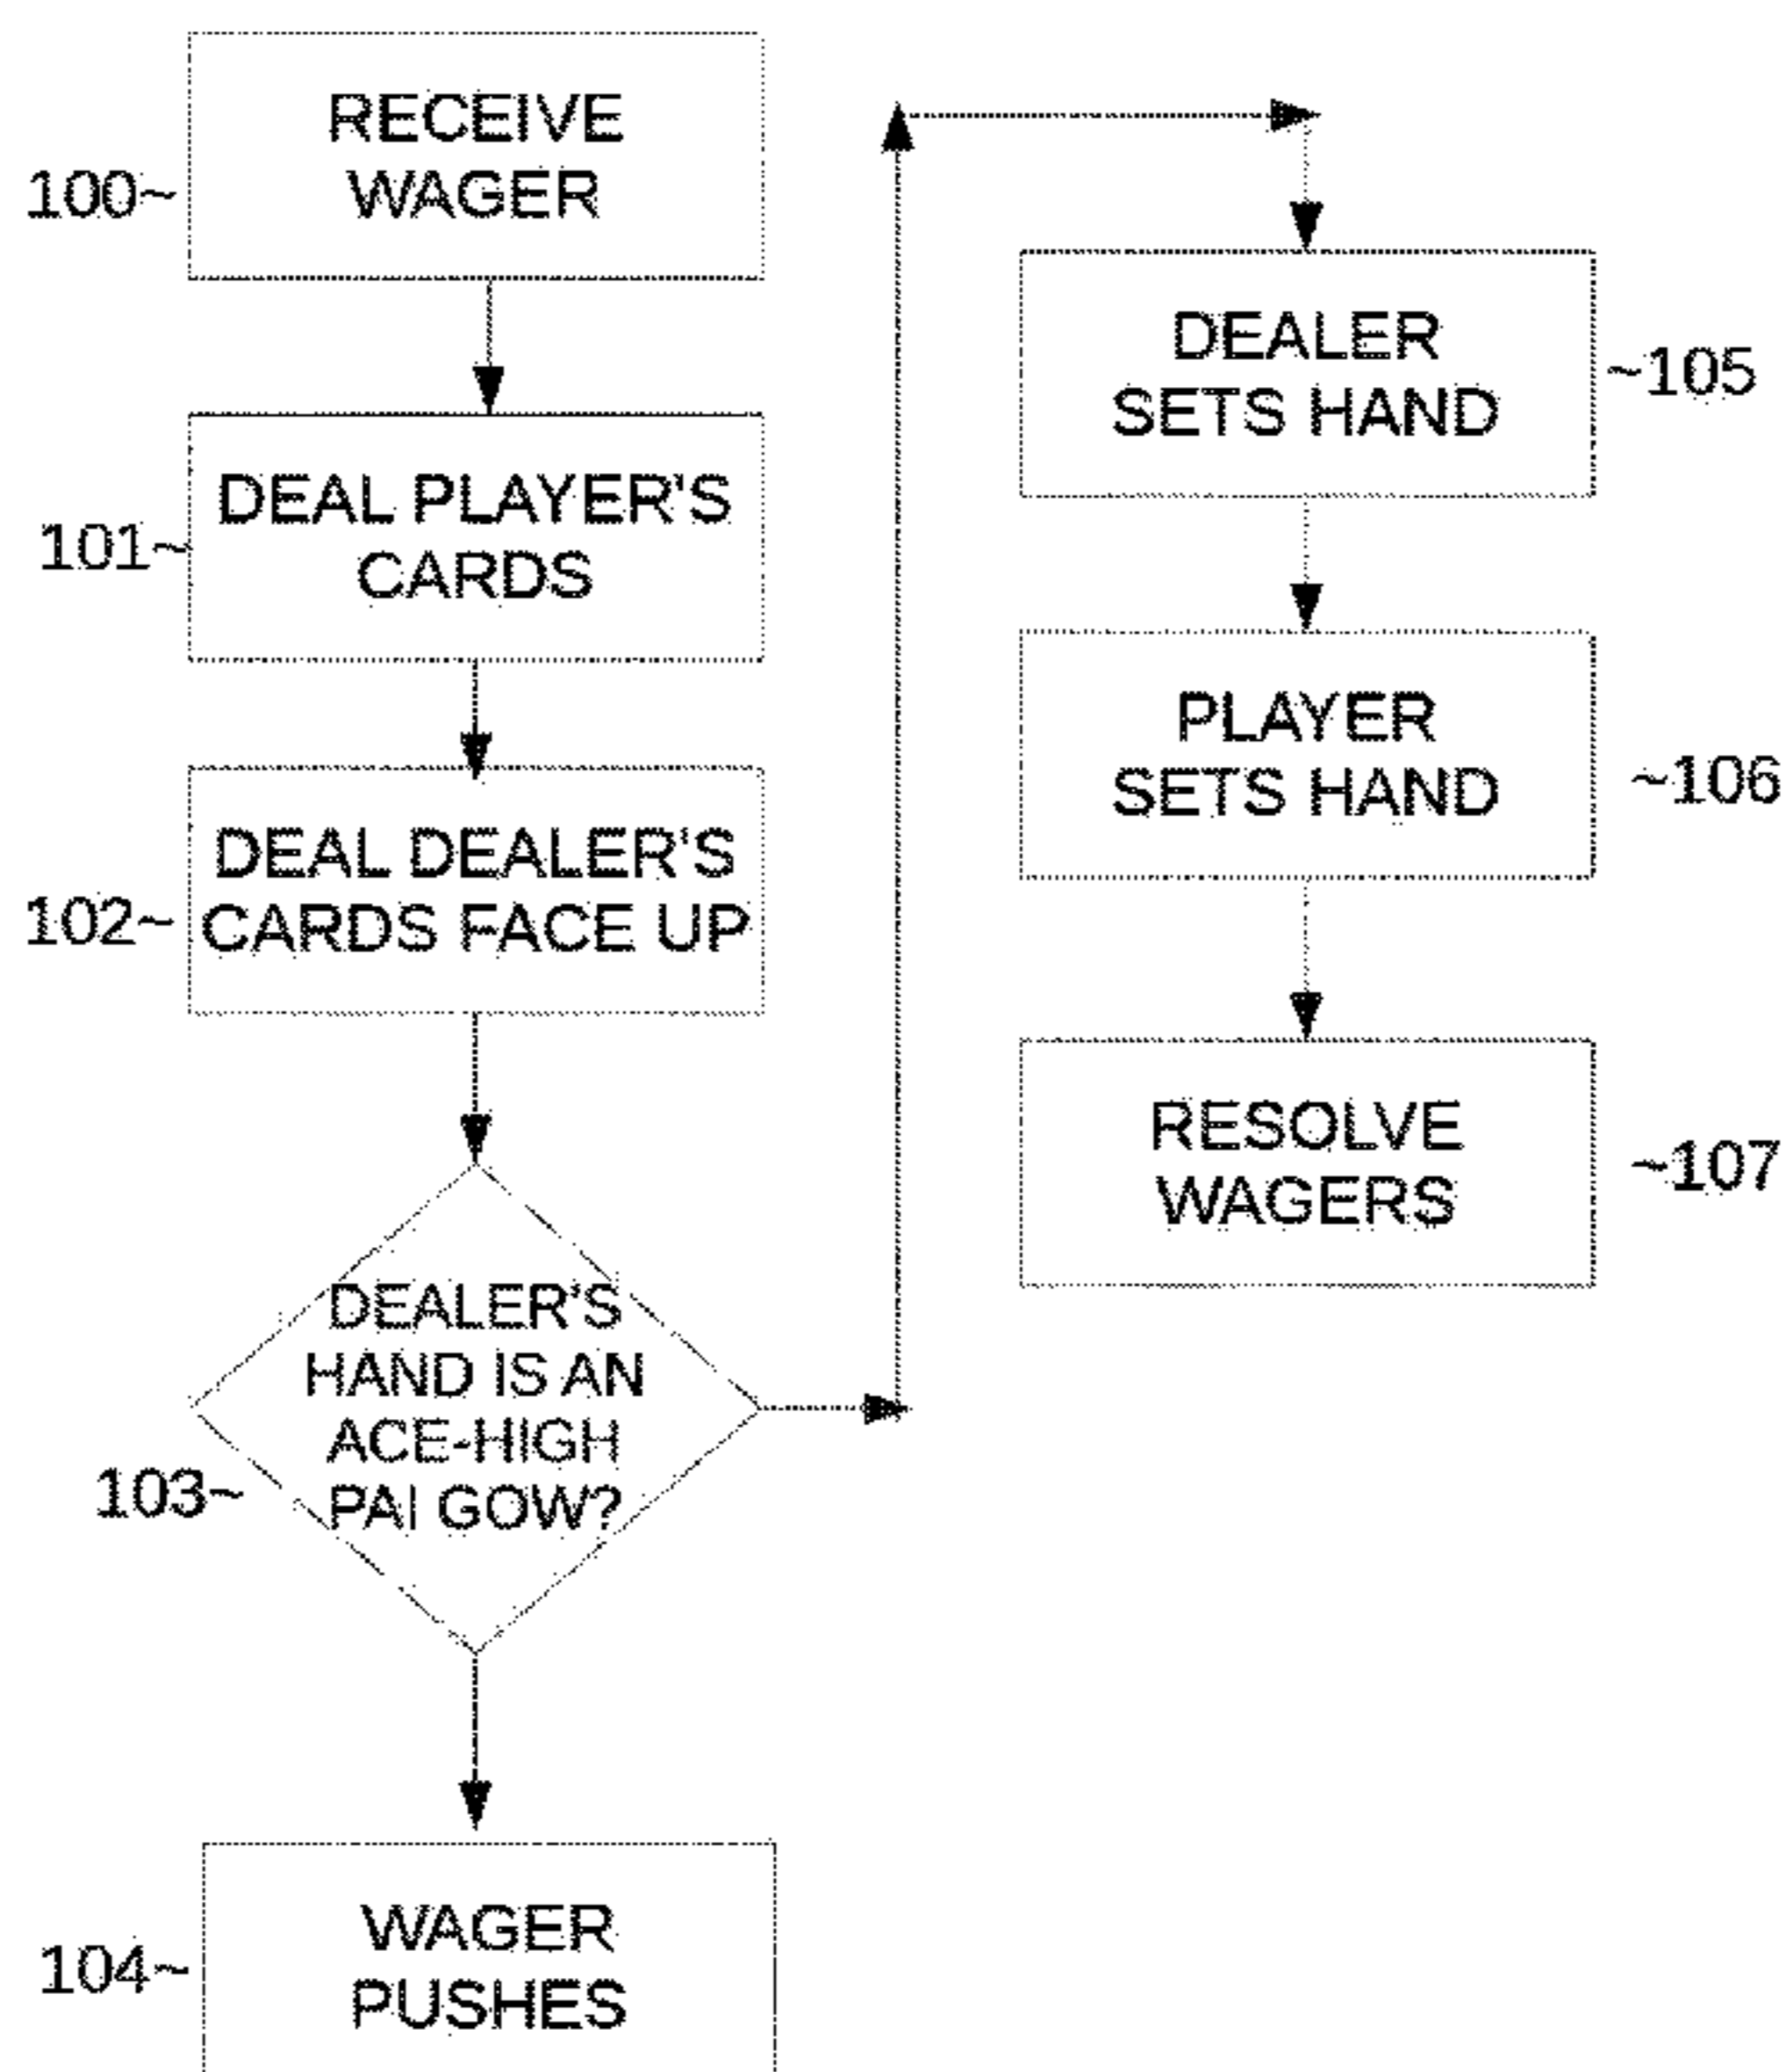 RECEIVE
WAGER
100~
DEAL PLAYER'S
CARDS
101~
DEAL DEALER'S
CARDS FACE UP
102~
DEALER'S
HAND IS AN
ACE-HIGH
PAI GOW?
103~
WAGER
PUSHES
104~
DEALER
SETS HAND
~105
PLAYER
SETS HAND
~106
RESOLVE
WAGERS
~107